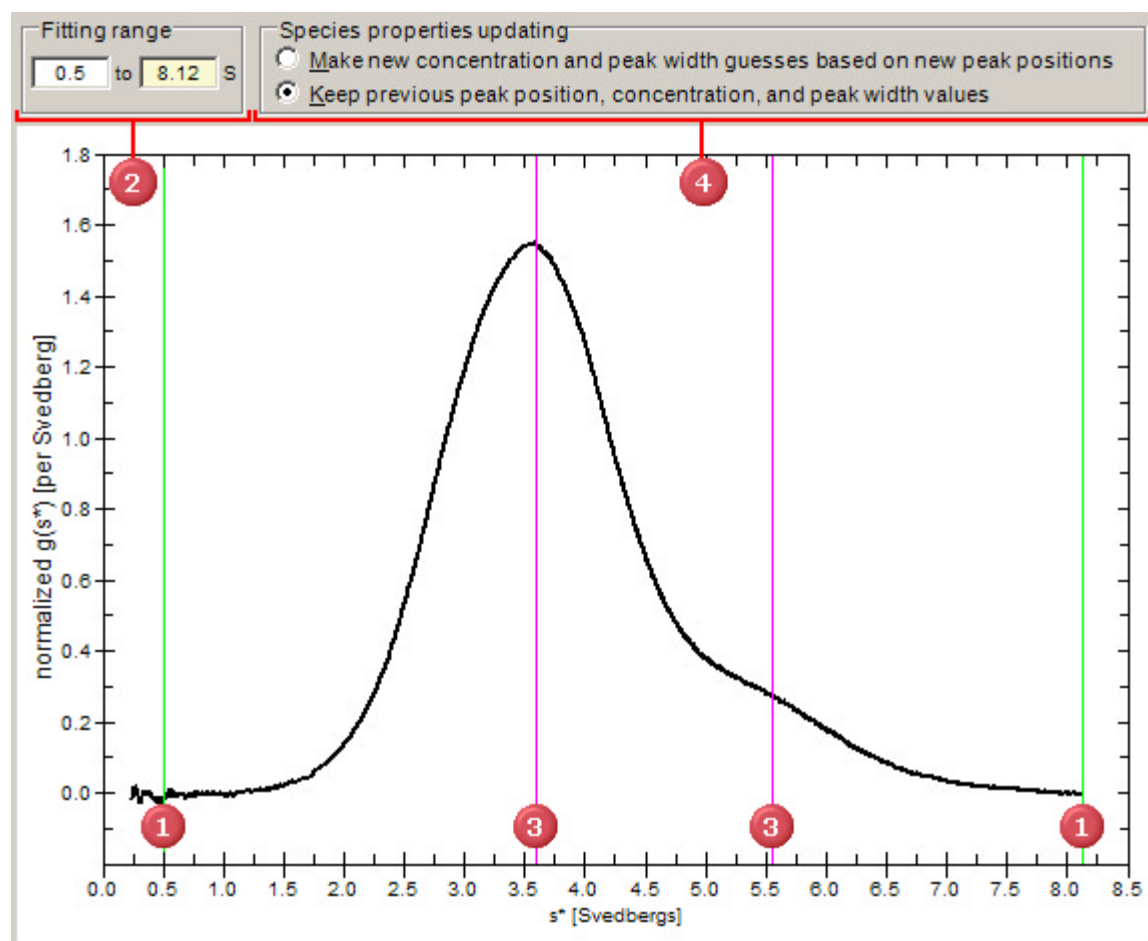 Fitting range
0.5 to 8.12 S
Species properties updating
Make new concentration and peak width guesses based on new peak positions
Keep previous peak position, concentration, and peak width values
2
4
1.8
1.6
1.4
1.2
1.0
0.8
0.6
0.4
0.2
0.0
normalized g(s*) [per Svedberg]
1
3
3
1
0.0 0.5 1.0 1.5 2.0 2.5 3.0 3.5 4.0 4.5 5.0 5.5 6.0 6.5 7.0 7.5 8.0 8.5
s* [Svedbergs]